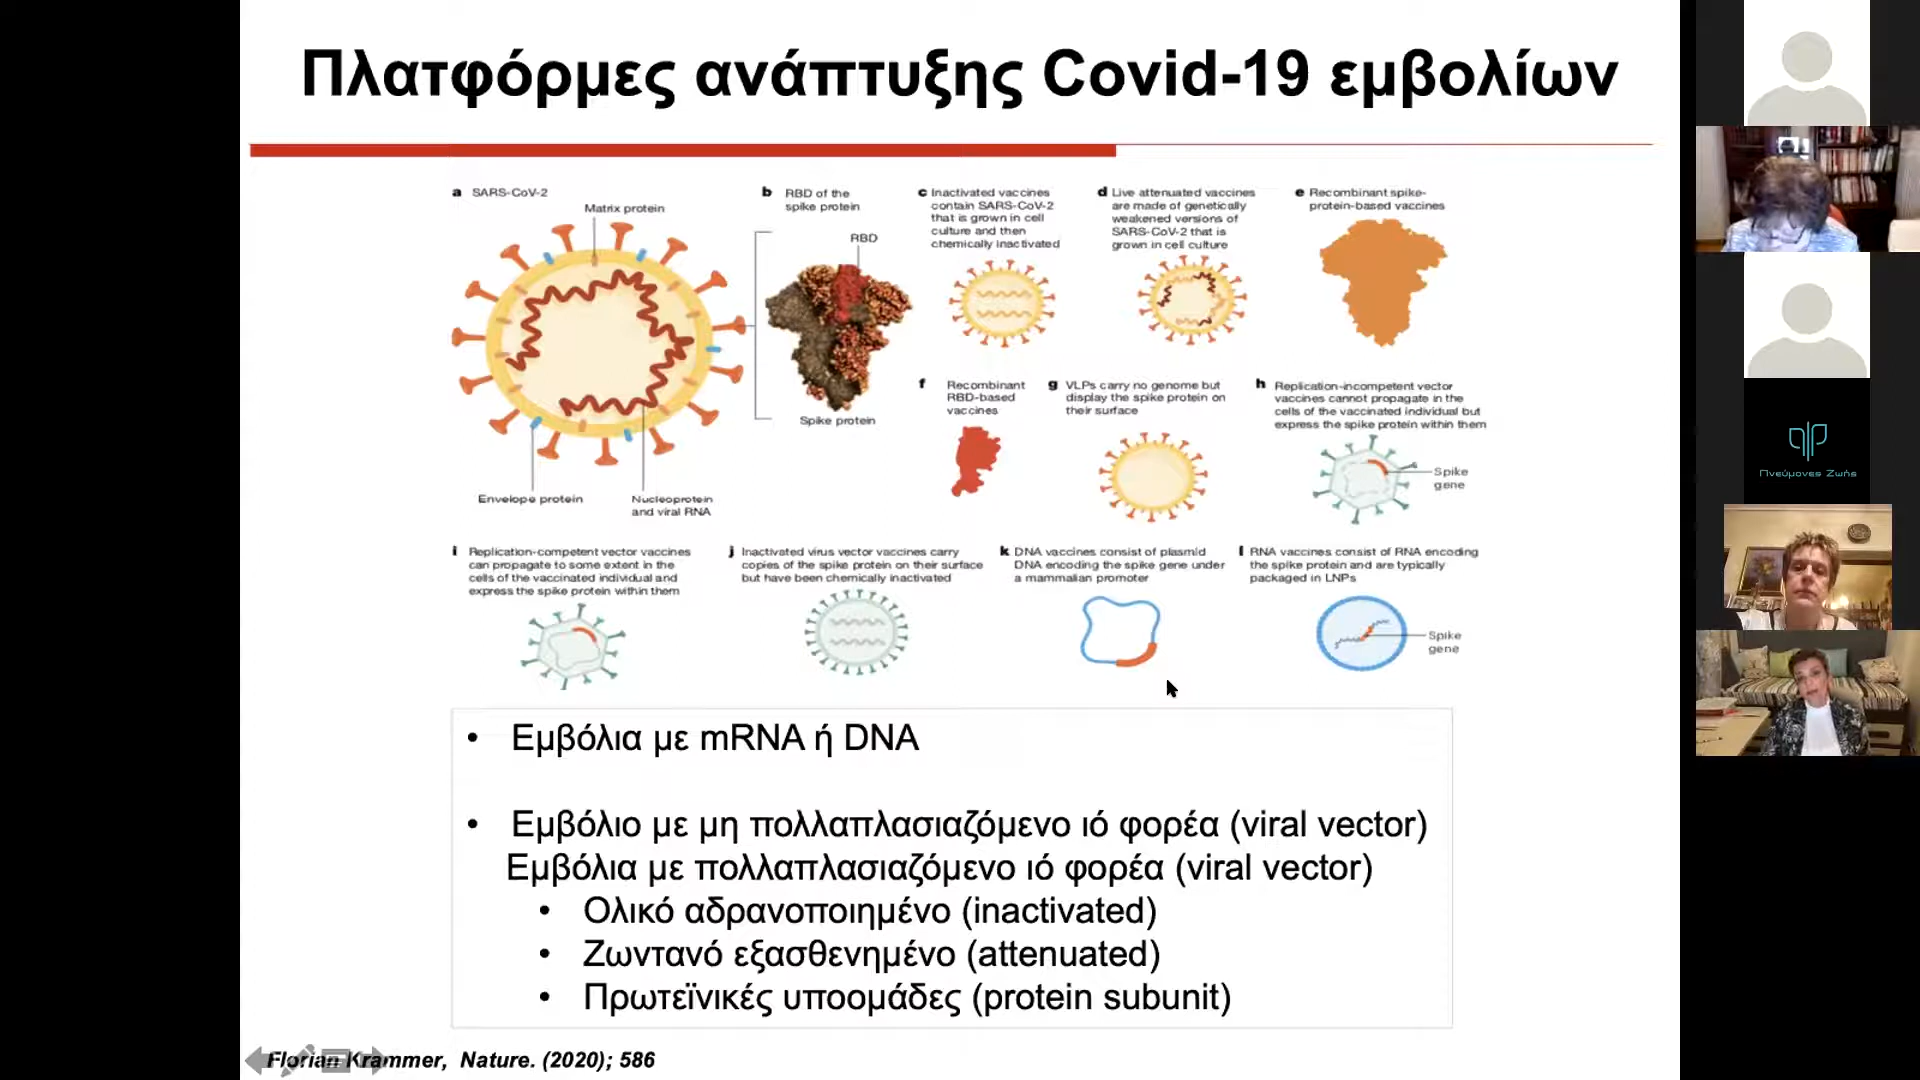 Πλατφόρμες ανάπτυξης Covid-19 εμβολίων
a SARS-CoV-2
Matrix protein
Envelope protein
Nucleoprotein
and viral RNA
b RBD of the
spike protein
RBD
Spike protein
c Inactivated vaccines
contain SARS-CoV-2
that is grown in cell
culture and then
chemically inactivated
d Live attenuated vaccines
are made of genetically
weakened versions of
SARS-CoV-2 that is
grown in cell culture
e Recombinant spike-
protein-based vaccines
f Recombinant
RBD-based
vaccines
g VLPs carry no genome but
display the spike protein on
their surface
h Replication-incompetent vector
vaccines cannot propagate in the
cells of the vaccinated individual but
express the spike protein within them
Spike
gene
i Replication-competent vector vaccines
can propagate to some extent in the
cells of the vaccinated individual and
express the spike protein within them
j Inactivated virus vector vaccines carry
copies of the spike protein on their surface
but have been chemically inactivated
k DNA vaccines consist of plasmid
DNA encoding the spike gene under
a mammalian promoter
l RNA vaccines consist of RNA encoding
the spike protein and are typically
packaged in LNPs
Spike
gene
• Εμβόλια με mRNA ή DNA
• Εμβόλιο με μη πολλαπλασιαζόμενο ιό φορέα (viral vector)
Εμβόλια με πολλαπλασιαζόμενο ιό φορέα (viral vector)
• Ολικό αδρανοποιημένο (inactivated)
• Ζωντανό εξασθενημένο (attenuated)
• Πρωτεϊνικές υποομάδες (protein subunit)
Florian Krammer, Nature. (2020); 586
Πνεύμονες Ζωής